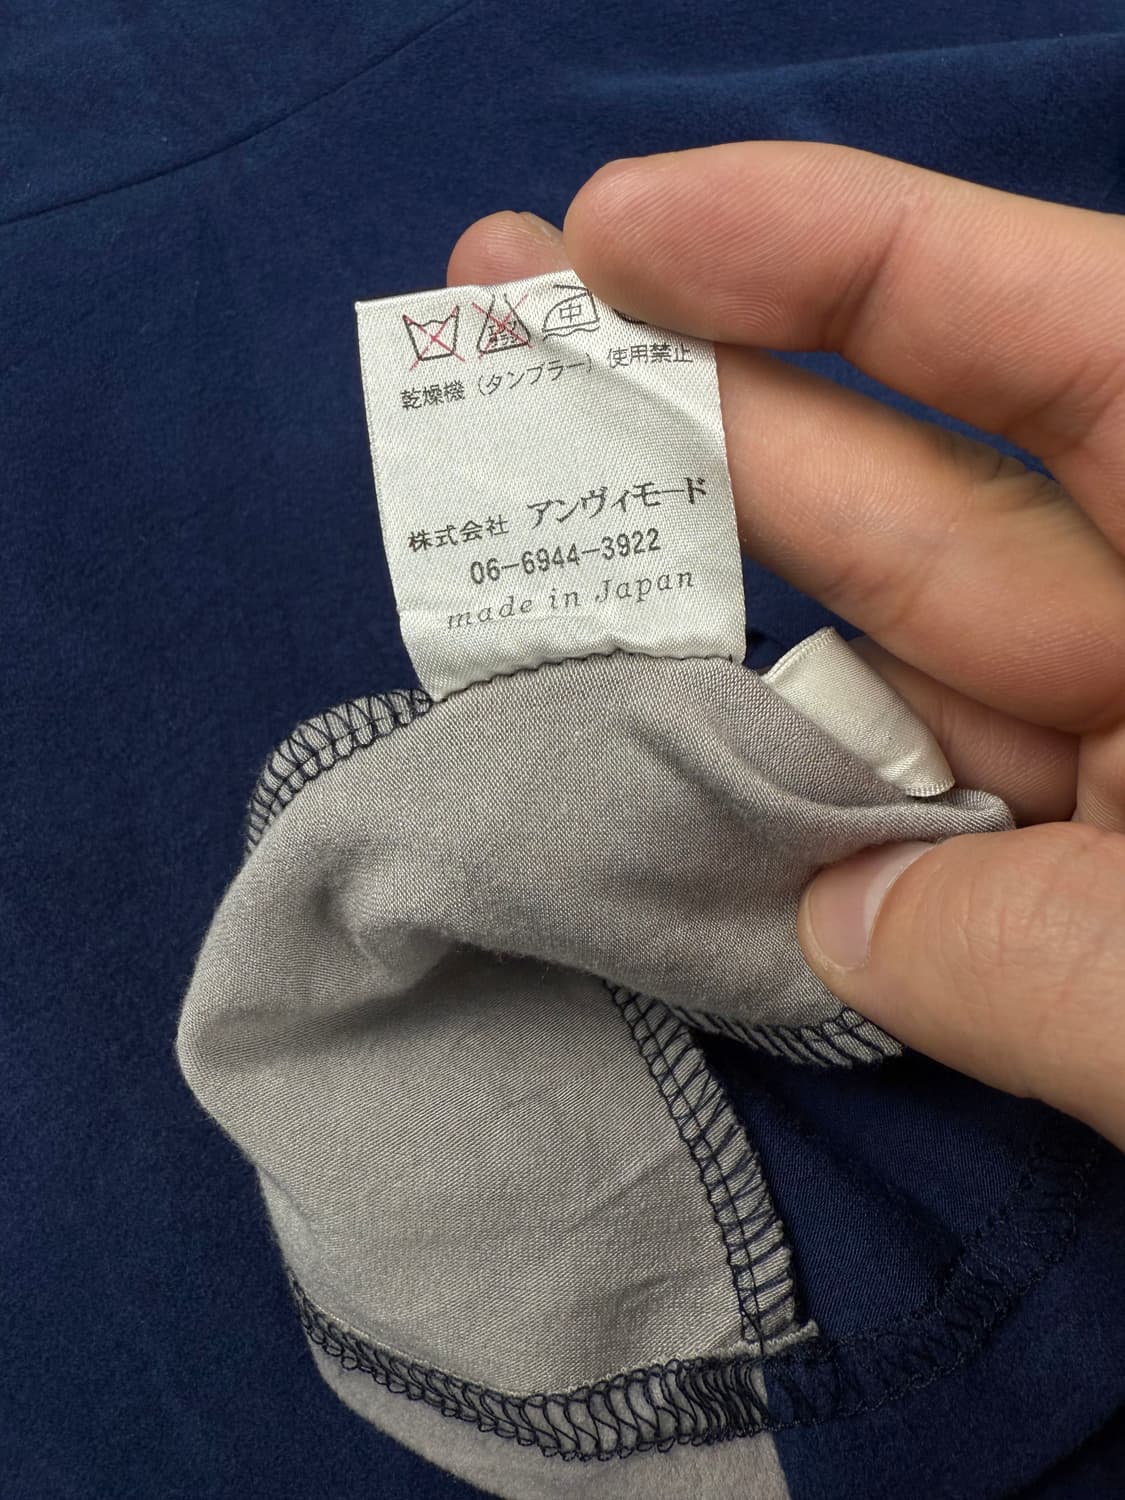 中
乾燥機（タンブラー）使用禁止
株式会社 アンヴィモード
06-6944-3922
made in Japan